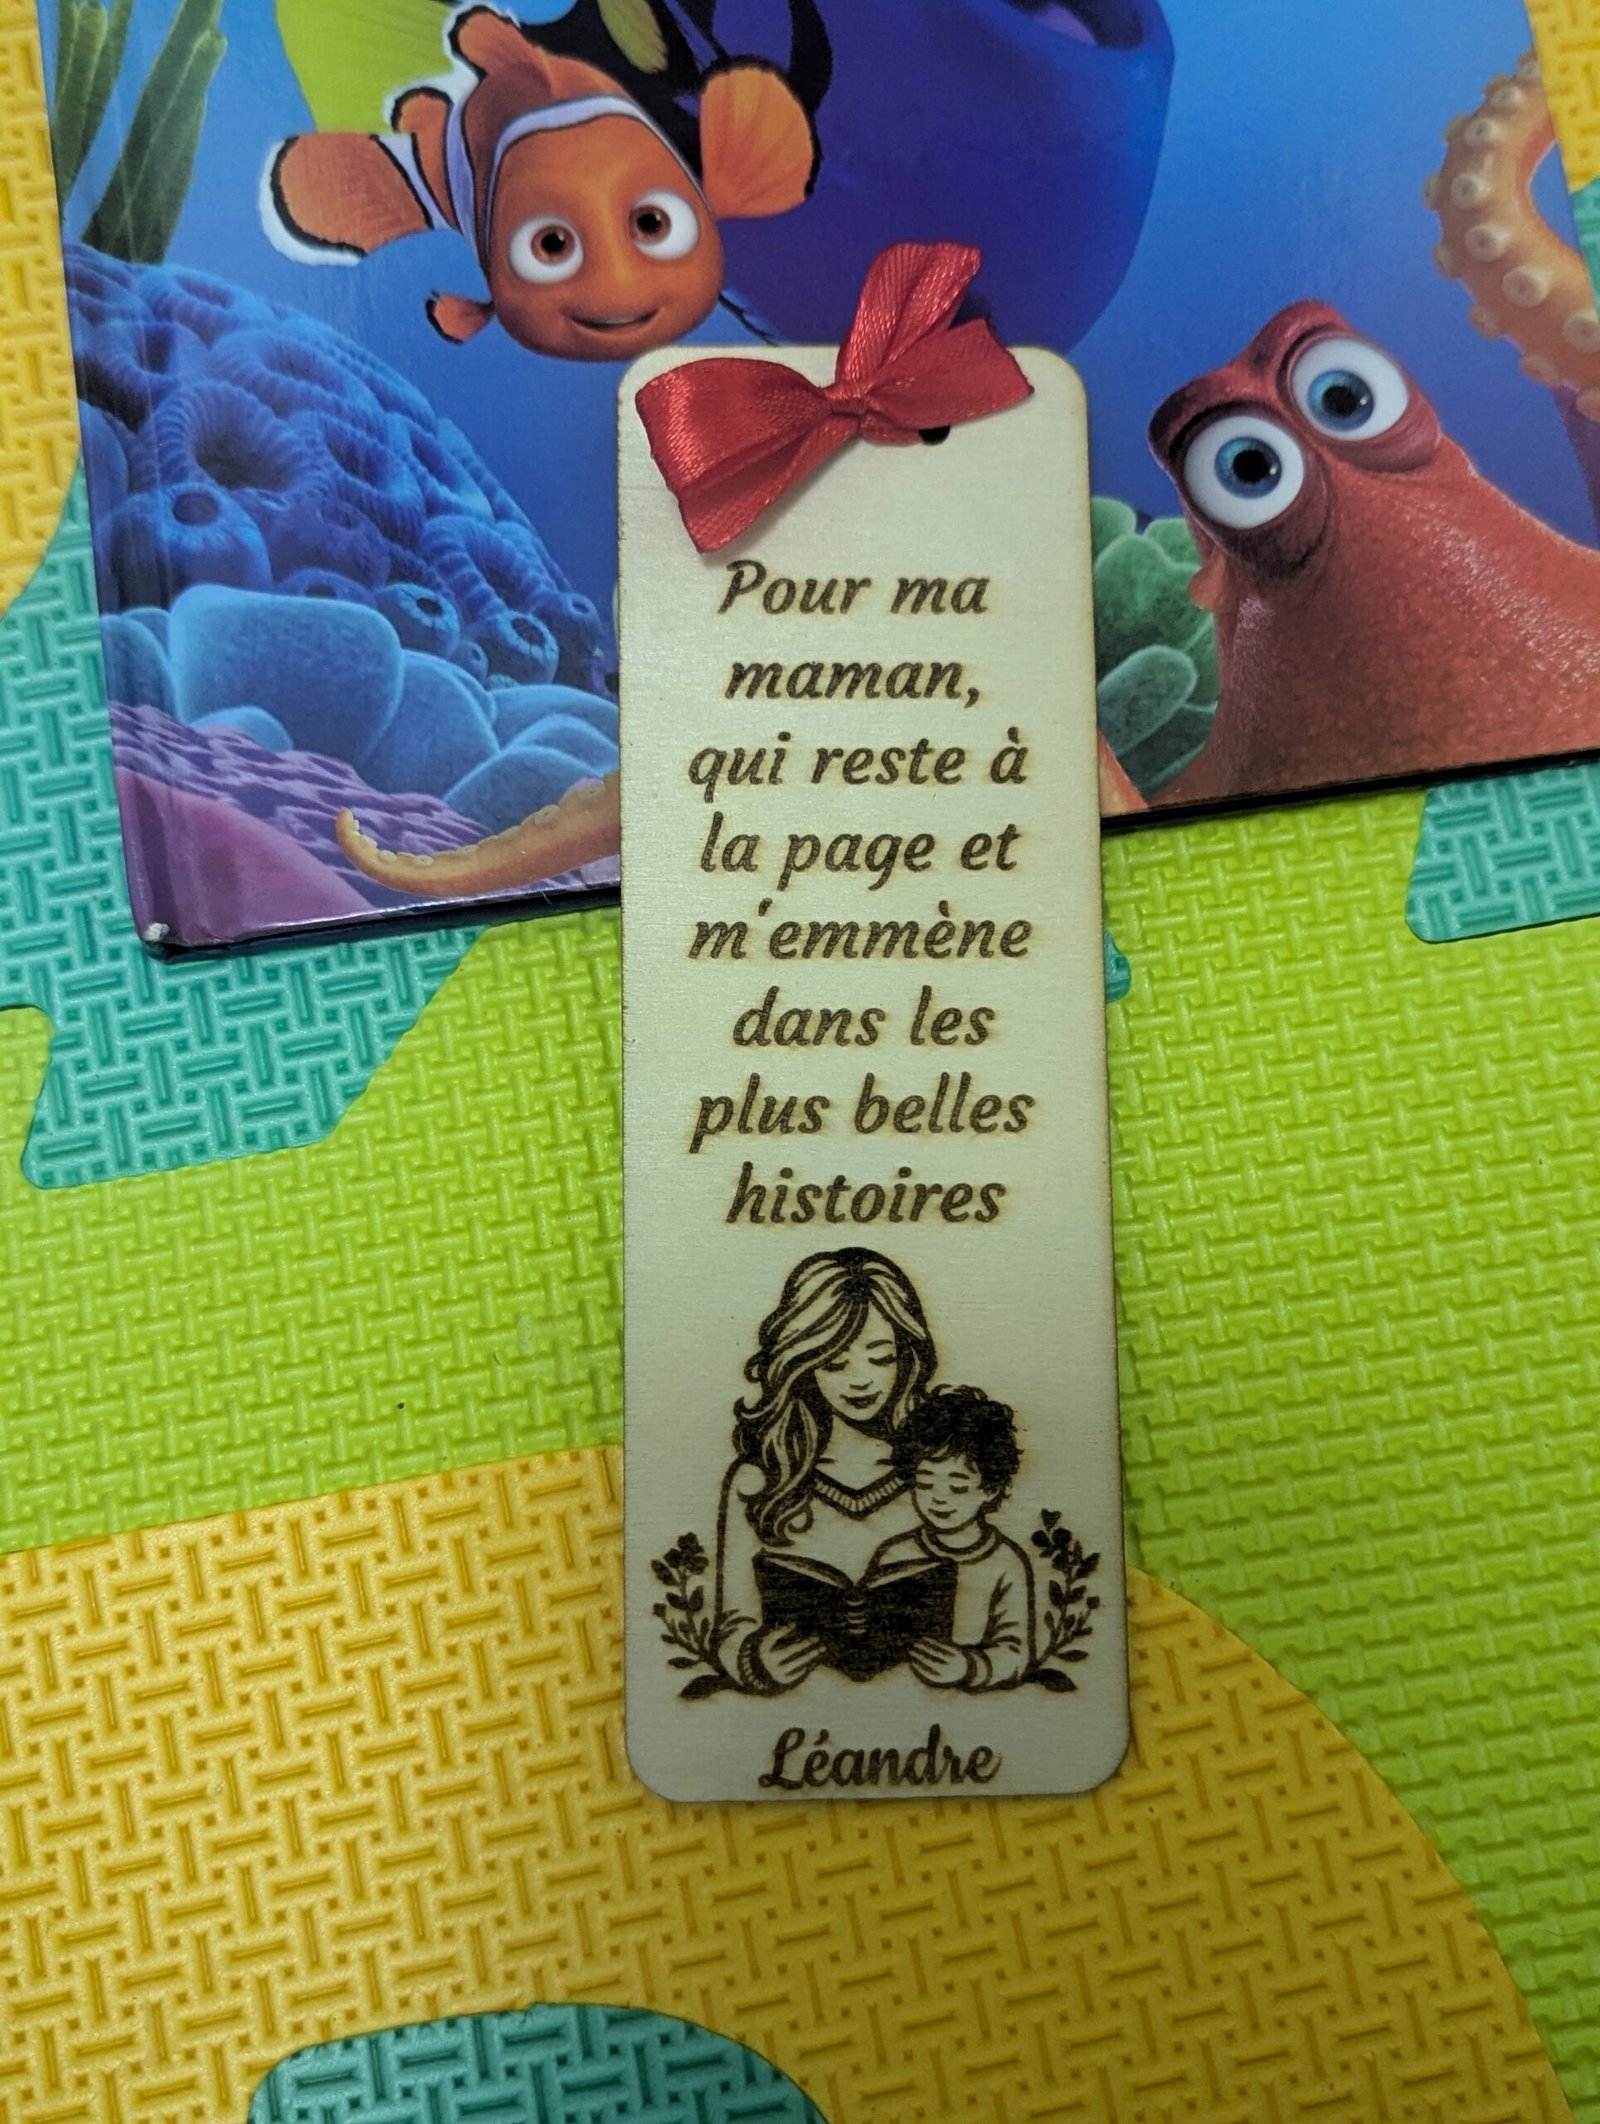 Pour ma
maman,
qui reste à
la page et
m'emmène
dans les
plus belles
histoires
Léandre